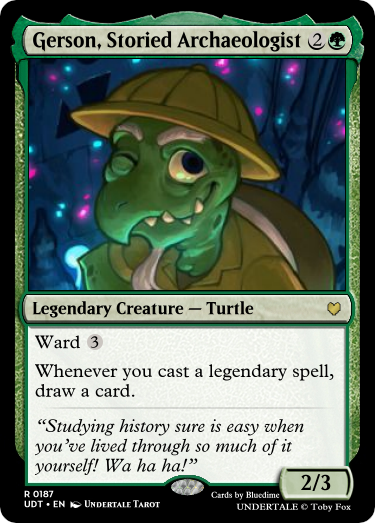 Gerson, Storied Archaeologist 2
Legendary Creature — Turtle
Ward 3
Whenever you cast a legendary spell,
draw a card.
“Studying history sure is easy when
you’ve lived through so much of it
yourself! Wa ha ha!”
2/3
R 0187
UDT • EN UNDERTALE TAROT
Cards by Bluedime
UNDERTALE © Toby Fox